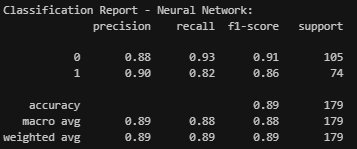 Classification Report - Neural Network:
precision recall f1-score support
0 0.88 0.93 0.91 105
1 0.90 0.82 0.86 74
accuracy 0.89 179
macro avg 0.89 0.88 0.88 179
weighted avg 0.89 0.89 0.89 179